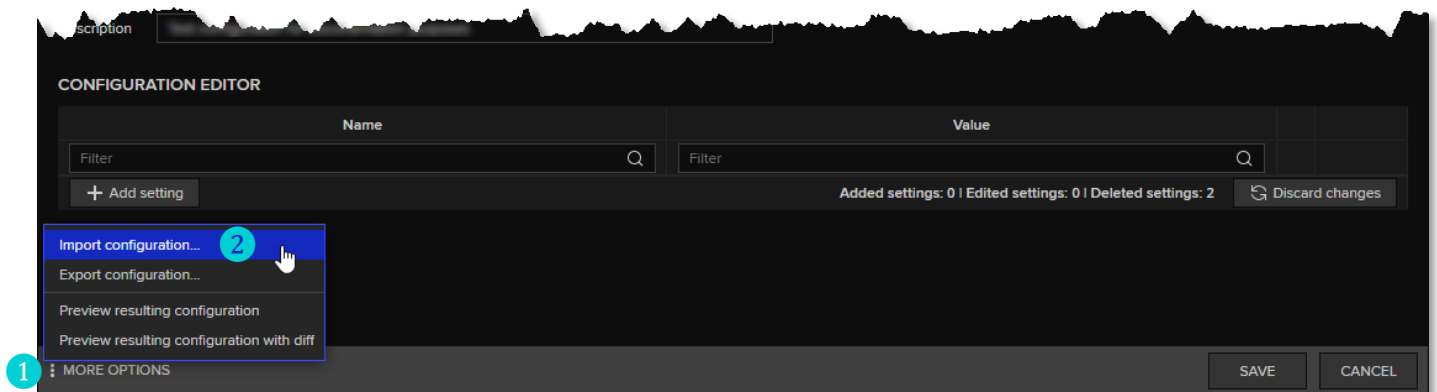 scription
CONFIGURATION EDITOR
Name Value
Filter Filter
+ Add setting Added settings: 0 | Edited settings: 0 | Deleted settings: 2 Discard changes
Import configuration... 2
Export configuration...
Preview resulting configuration
Preview resulting configuration with diff
1 MORE OPTIONS SAVE CANCEL